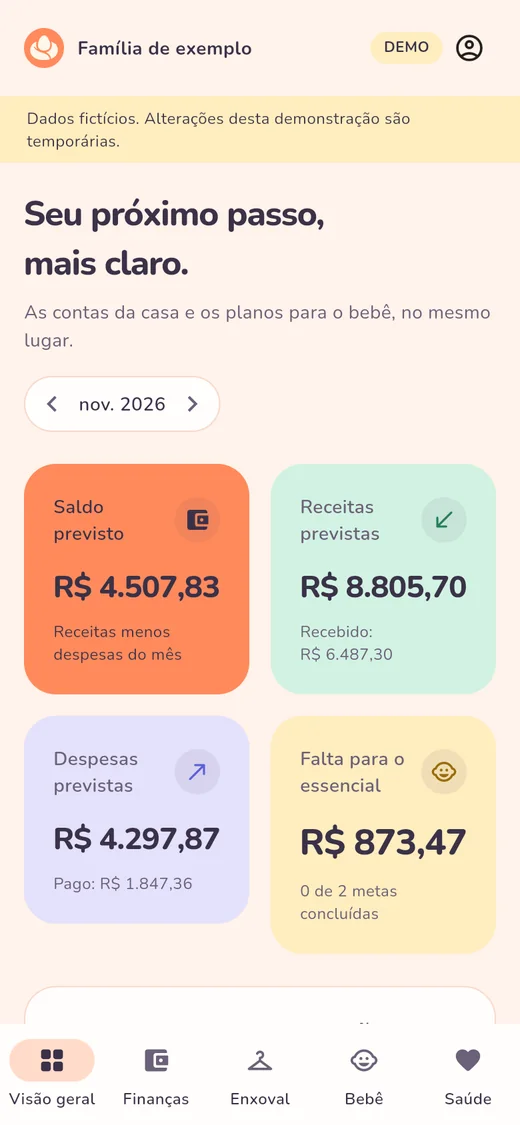 Família de exemplo
DEMO
Dados fictícios. Alterações desta demonstração são
temporárias.
Seu próximo passo,
mais claro.
As contas da casa e os planos para o bebê, no mesmo
lugar.
nov. 2026
Saldo
previsto
R$ 4.507,83
Receitas menos
despesas do mês
Receitas
previstas
R$ 8.805,70
Recebido:
R$ 6.487,30
Despesas
previstas
R$ 4.297,87
Pago: R$ 1.847,36
Falta para o
essencial
R$ 873,47
0 de 2 metas
concluídas
Visão geral
Finanças
Enxoval
Bebê
Saúde